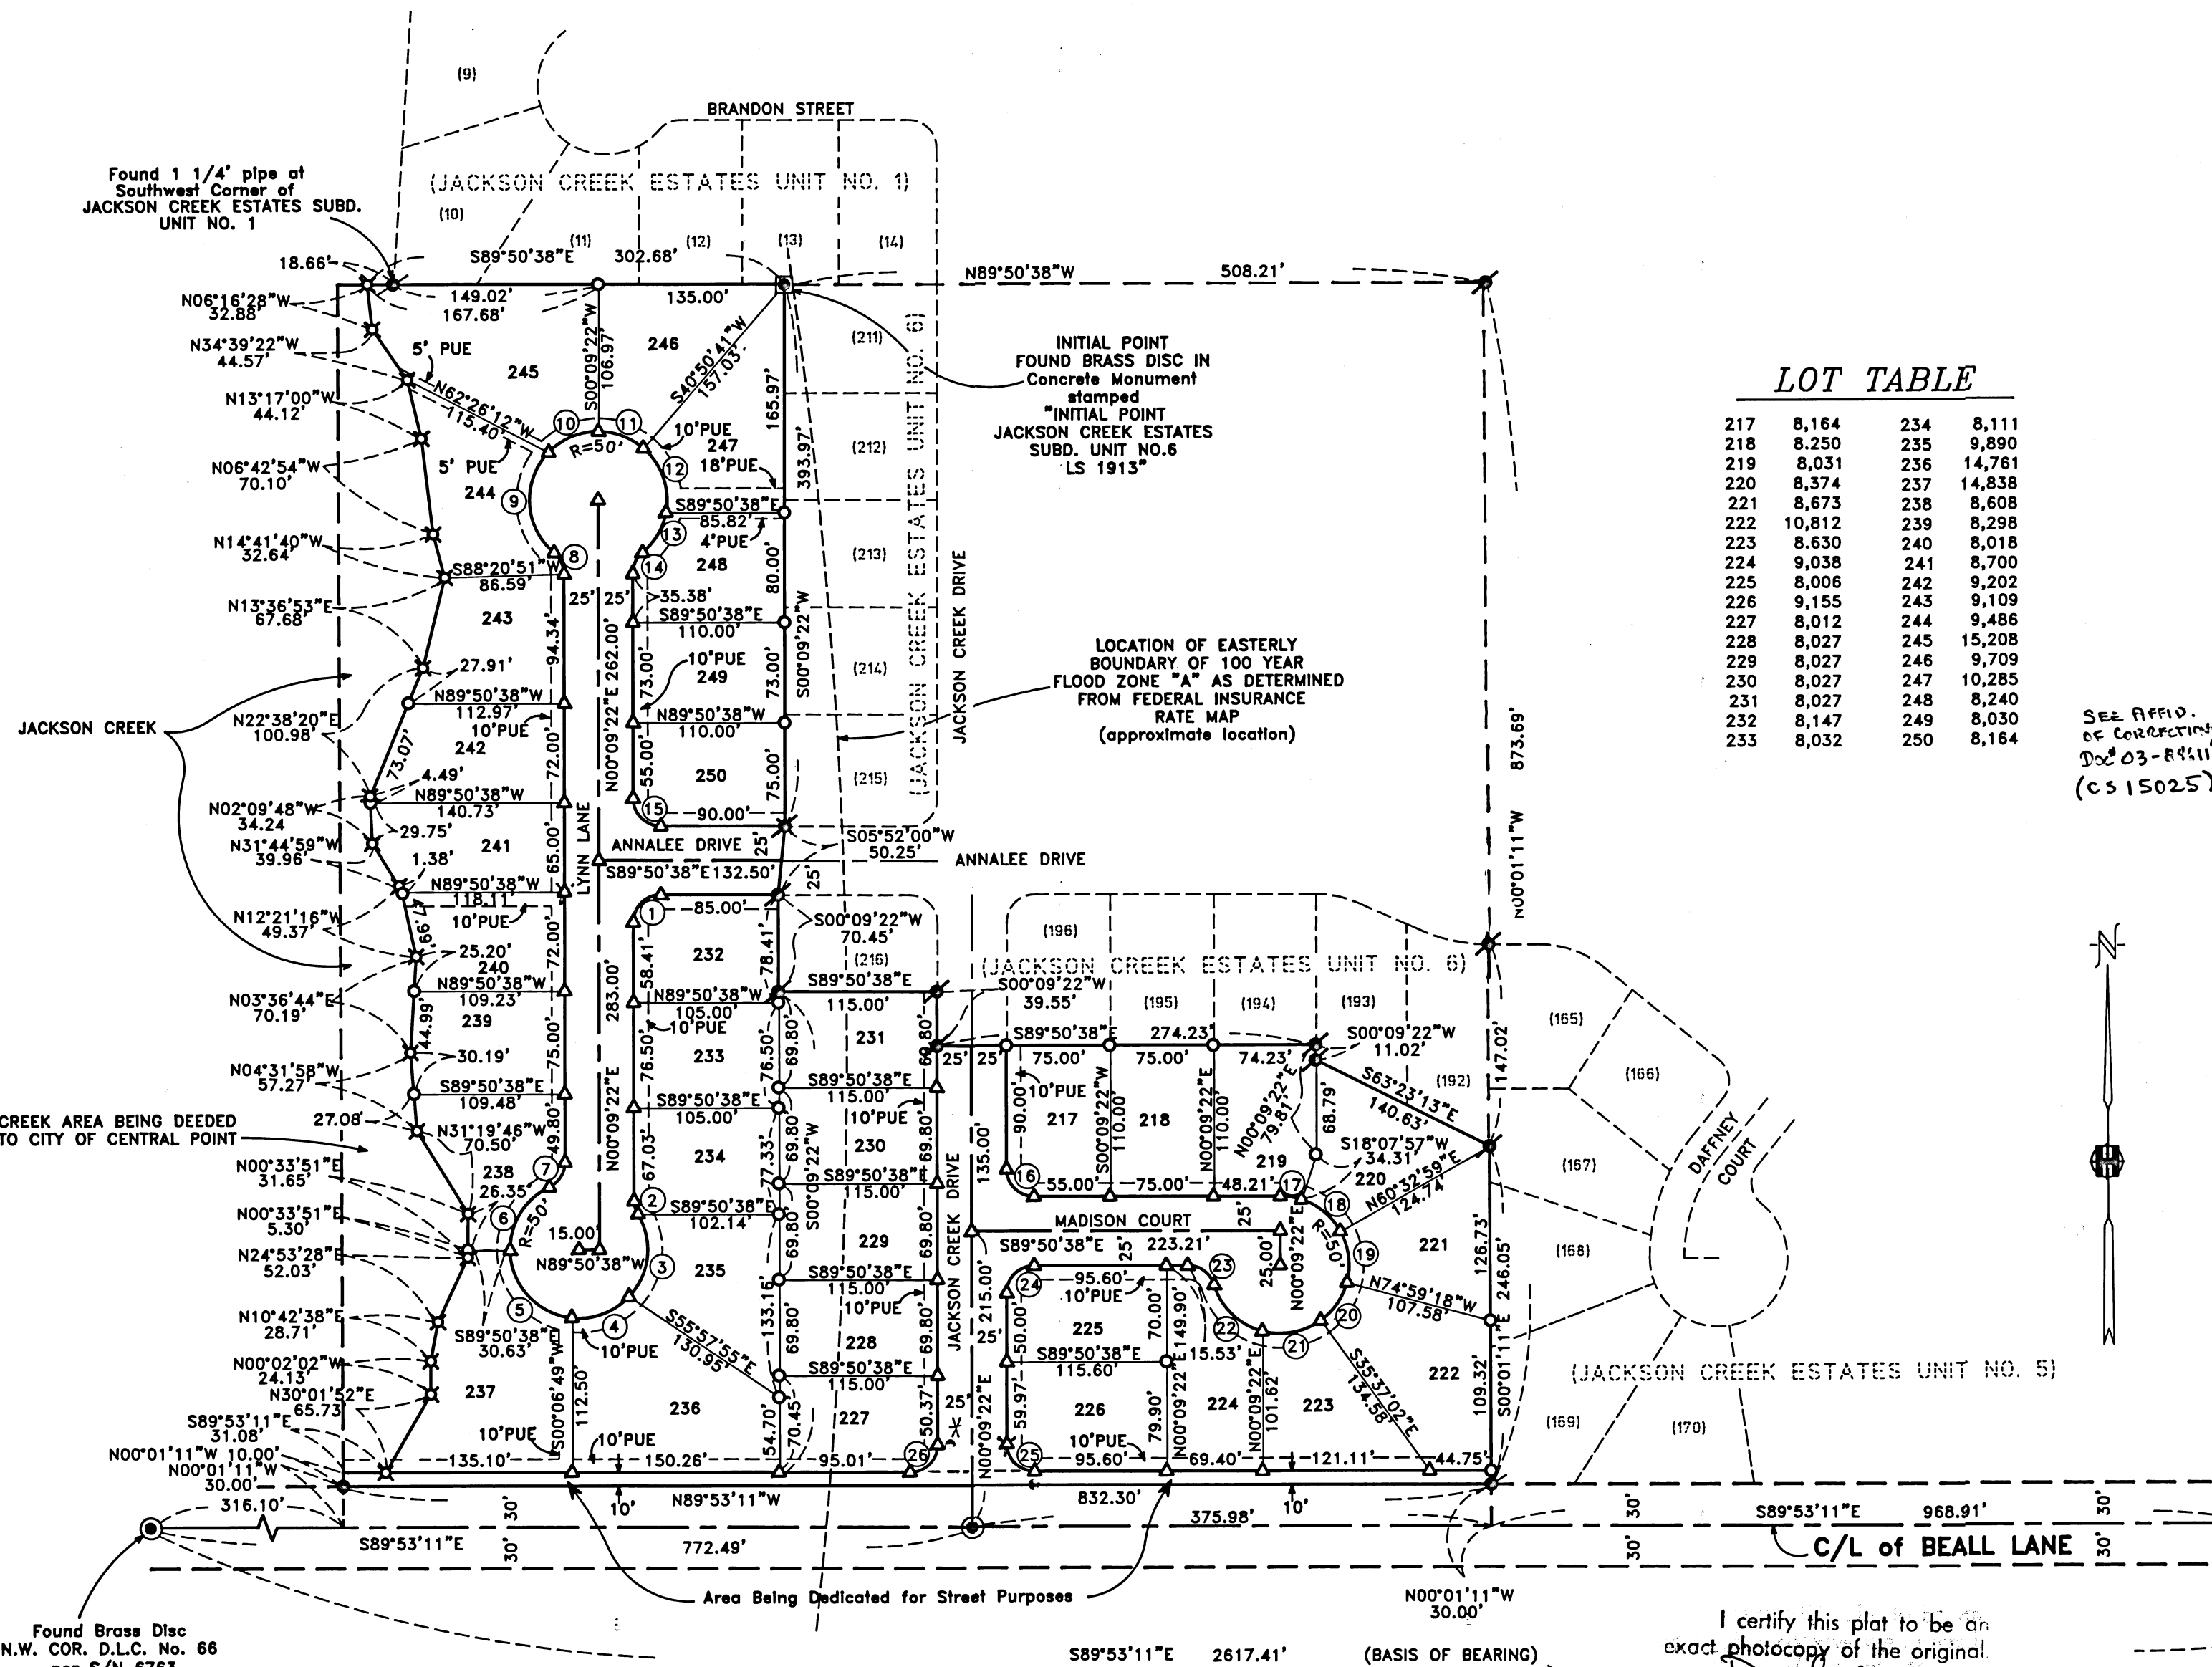 (9)
BRANDON STREET
Found 1 1/4' pipe at
Southwest Corner of
JACKSON CREEK ESTATES SUBD.
UNIT NO. 1
(JACKSON CREEK ESTATES UNIT NO. 1)
(10)
(11)
(12)
(13)
(14)
S89°50'38"E 302.68'
18.66'
N89°50'38"W 508.21'
149.02'
167.68'
135.00'
N06°16'28"W
32.88'
N34°39'22"W
44.57'
N13°17'00"W
44.12'
N06°42'54"W
70.10'
N14°41'40"W
32.64'
N13°36'53"E
67.68'
5' PUE
245
246
S00°09'22"W
106.97'
S40°50'41"W
157.03'
N62°26'12"W
115.40'
5' PUE
10
11
R=50'
10'PUE
247
12
18'PUE
165.97'
393.97'
244
9
S89°50'38"E
85.82'
13
4'PUE
8
14
248
80.00'
S88°20'51"W
86.59'
25' 25'
35.38'
S89°50'38"E
110.00'
243
94.34'
(211)
(212)
(213)
(214)
(215)
(JACKSON CREEK ESTATES UNIT NO. 6)
JACKSON CREEK DRIVE
INITIAL POINT
FOUND BRASS DISC IN
Concrete Monument
stamped
"INITIAL POINT
JACKSON CREEK ESTATES
SUBD. UNIT NO.6
LS 1913"
LOCATION OF EASTERLY
BOUNDARY OF 100 YEAR
FLOOD ZONE "A" AS DETERMINED
FROM FEDERAL INSURANCE
RATE MAP
(approximate location)
LOT TABLE
217 8,164 234 8,111
218 8.250 235 9,890
219 8,031 236 14,761
220 8,374 237 14,838
221 8,673 238 8,608
222 10,812 239 8,298
223 8.630 240 8,018
224 9,038 241 8,700
225 8,006 242 9,202
226 9,155 243 9,109
227 8,012 244 9,486
228 8,027 245 15,208
229 8,027 246 9,709
230 8,027 247 10,285
231 8,027 248 8,240
232 8,147 249 8,030
233 8,032 250 8,164
SEE AFFID.
OF CORRECTION
(CS 15025)
873.69'
N00°01'11"W
JACKSON CREEK
27.91'
N89°50'38"W
112.97'
10'PUE
N22°38'20"E
100.98'
242
73.07'
72.00'
4.49'
N89°50'38"W
140.73'
N02°09'48"W
34.24
29.75'
N31°44'59"W
39.96'
241
1.38'
65.00'
LYNN LANE
N89°50'38"W
118.11'
10'PUE
N12°21'16"W
49.37'
47.99'
25.20'
240
72.00'
N89°50'38"W
109.23'
N03°36'44"E
70.19'
44.99'
239
30.19'
75.00'
N04°31'58"W
57.27'
S89°50'38"E
109.48'
27.08'
N00°09'22"E 262.00'
73.00'
10'PUE
249
73.00'
S00°09'22"W
N89°50'38"W
110.00'
55.00'
250
75.00'
15
90.00'
ANNALEE DRIVE
25'
S05°52'00"W
50.25'
S89°50'38"E 132.50'
25'
ANNALEE DRIVE
1
85.00'
S00°09'22"W
70.45'
232
58.41'
78.41'
(216)
S89°50'38"E
115.00'
283.00'
N89°50'38"W
105.00'
10'PUE
233
76.50'
76.50'
69.80'
231
69.80'
S89°50'38"E
115.00'
10'PUE
S89°50'38"E
105.00'
N00°09'22"E
67.03'
234
77.33'
69.80'
S00°09'22"W
230
69.80'
S89°50'38"E
115.00'
2
S89°50'38"E
102.14'
69.80'
229
69.80'
JACKSON CREEK DRIVE
S89°50'38"E
115.00'
10'PUE
3
235
133.16'
69.80'
228
69.80'
S89°50'38"E
115.00'
S55°57'55"E
130.95'
236
54.70'
70.45'
227
50.37'
26
CREEK AREA BEING DEEDED
TO CITY OF CENTRAL POINT
N31°19'46"W
70.50'
238
49.80'
7
26.35'
6
R=50'
15.00'
N89°50'38"W
N00°33'51"E
31.65'
N00°33'51"E
5.30'
N24°53'28"E
52.03'
N10°42'38"E
28.71'
N00°02'02"W
24.13'
N30°01'52"E
65.73'
S89°53'11"E
31.08'
N00°01'11"W 10.00'
N00°01'11"W
30.00'
316.10'
5
S89°50'38"E
30.63'
4
10'PUE
237
S00°06'49"W
112.50'
10'PUE
10'PUE
135.10'
150.26'
95.01'
30'
10'
N89°53'11"W
832.30'
S89°53'11"E
30'
772.49'
(196)
(JACKSON CREEK ESTATES UNIT NO. 6)
(195)
(194)
(193)
S00°09'22"W
39.55'
S89°50'38"E 274.23'
25' 25'
75.00'
75.00'
74.23'
S00°09'22"W
11.02'
(192)
147.02'
(165)
(166)
(167)
(168)
(169)
(170)
DAFFNEY
COURT
10'PUE
90.00'
217
S00°09'22"W
110.00'
218
N00°09'22"E
110.00'
N00°09'22"E
79.81'
68.79'
S63°23'13"E
140.63'
S18°07'57"W
34.31'
219
220
N60°32'59"E
124.74'
135.00'
16
55.00'
75.00'
48.21'
17
18
MADISON COURT
25'
S89°50'38"E
223.21'
25'
25.00'
N00°09'22"E
R=50'
19
221
126.73'
246.05'
N74°59'18"W
107.58'
24
95.60'
10'PUE
23
225
50.00'
70.00'
149.90'
22
20
21
215.00'
25'
S89°50'38"E
115.60'
15.53'
25'
59.97'
226
N00°09'22"E
79.90'
N00°09'22"E
224
N00°09'22"E
101.62'
223
S35°37'02"E
134.58'
222
109.32'
S00°01'11"E
N00°09'22"E
25
10'PUE
95.60'
69.40'
121.11'
44.75'
10'
375.98'
(JACKSON CREEK ESTATES UNIT NO. 5)
N
30'
30'
S89°53'11"E 968.91'
30'
30'
C/L of BEALL LANE
Area Being Dedicated for Street Purposes
N00°01'11"W
30.00'
Found Brass Disc
N.W. COR. D.L.C. No. 66
S89°53'11"E 2617.41' (BASIS OF BEARING)
I certify this plat to be an
exact photocopy of the original.